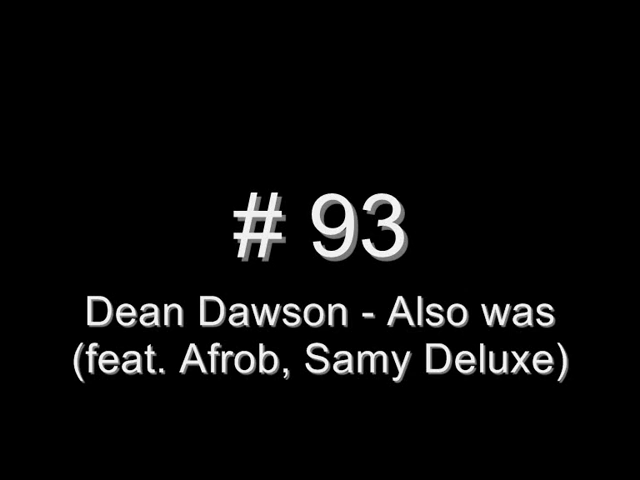 # 93
Dean Dawson - Also was
(feat. Afrob, Samy Deluxe)